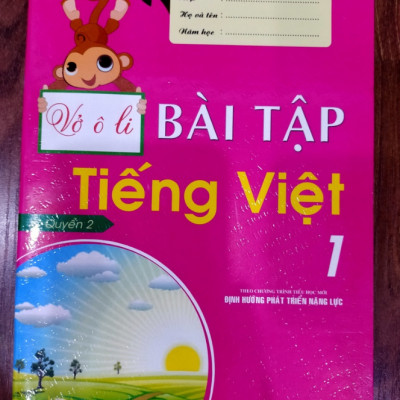 Họ và tên :
Năm học :
Vở ô li
BÀI TẬP
Tiếng Việt
Quyển 2
1
THEO CHƯƠNG TRÌNH TIỂU HỌC MỚI
ĐỊNH HƯỚNG PHÁT TRIỂN NĂNG LỰC